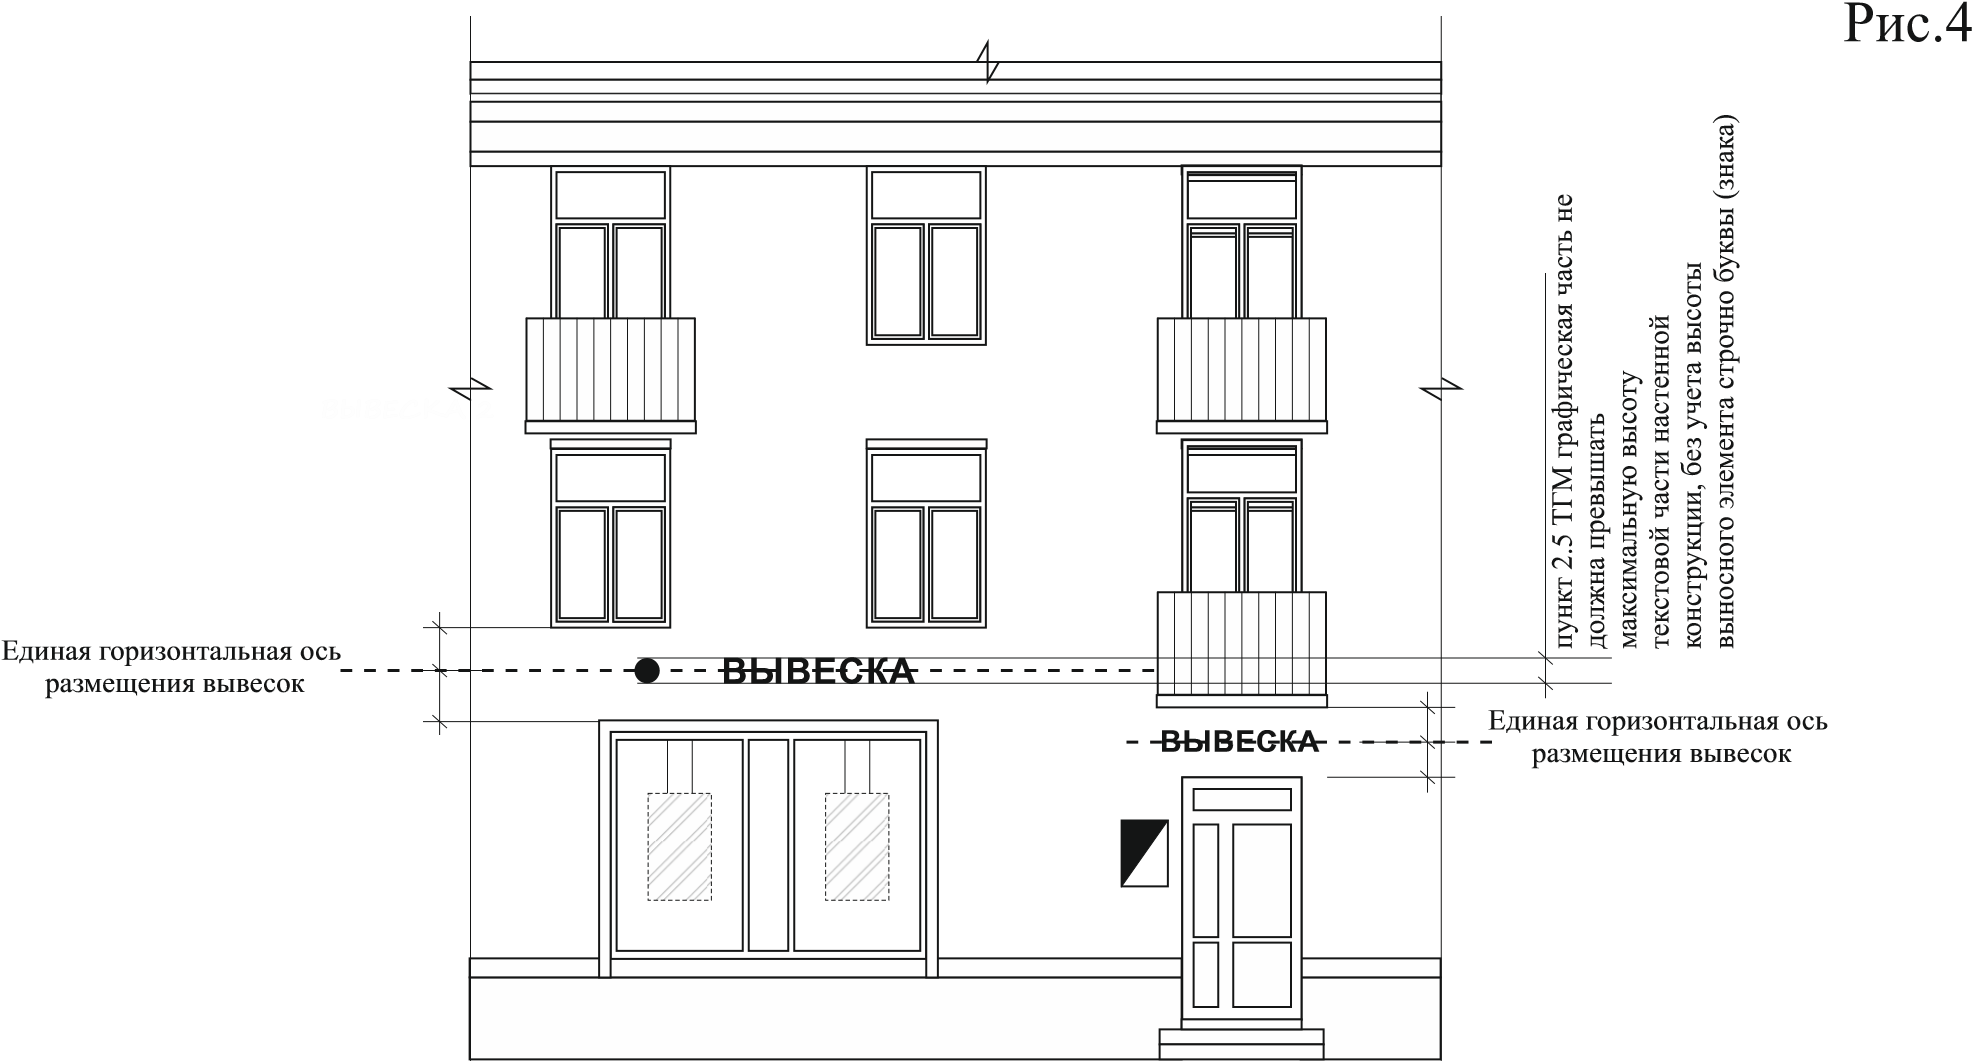 Рис.4
пункт 2.5 ТГМ графическая часть не
должна превышать
максимальную высоту
текстовой части настенной
конструкции, без учета высоты
выносного элемента строчно буквы (знака)
Единая горизонтальная ось
размещения вывесок
ВЫВЕСКА
ВЫВЕСКА
Единая горизонтальная ось
размещения вывесок